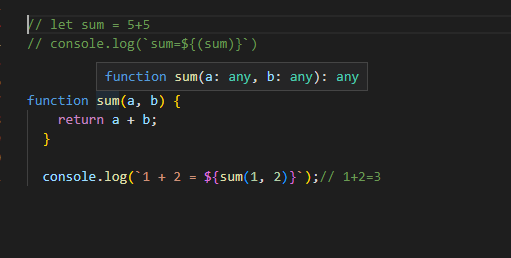 // let sum = 5+5
// console.log(`sum=${(sum)}`)
function sum(a: any, b: any): any
function sum(a, b) {
return a + b;
}
console.log(`1 + 2 = ${sum(1, 2)}`);// 1+2=3